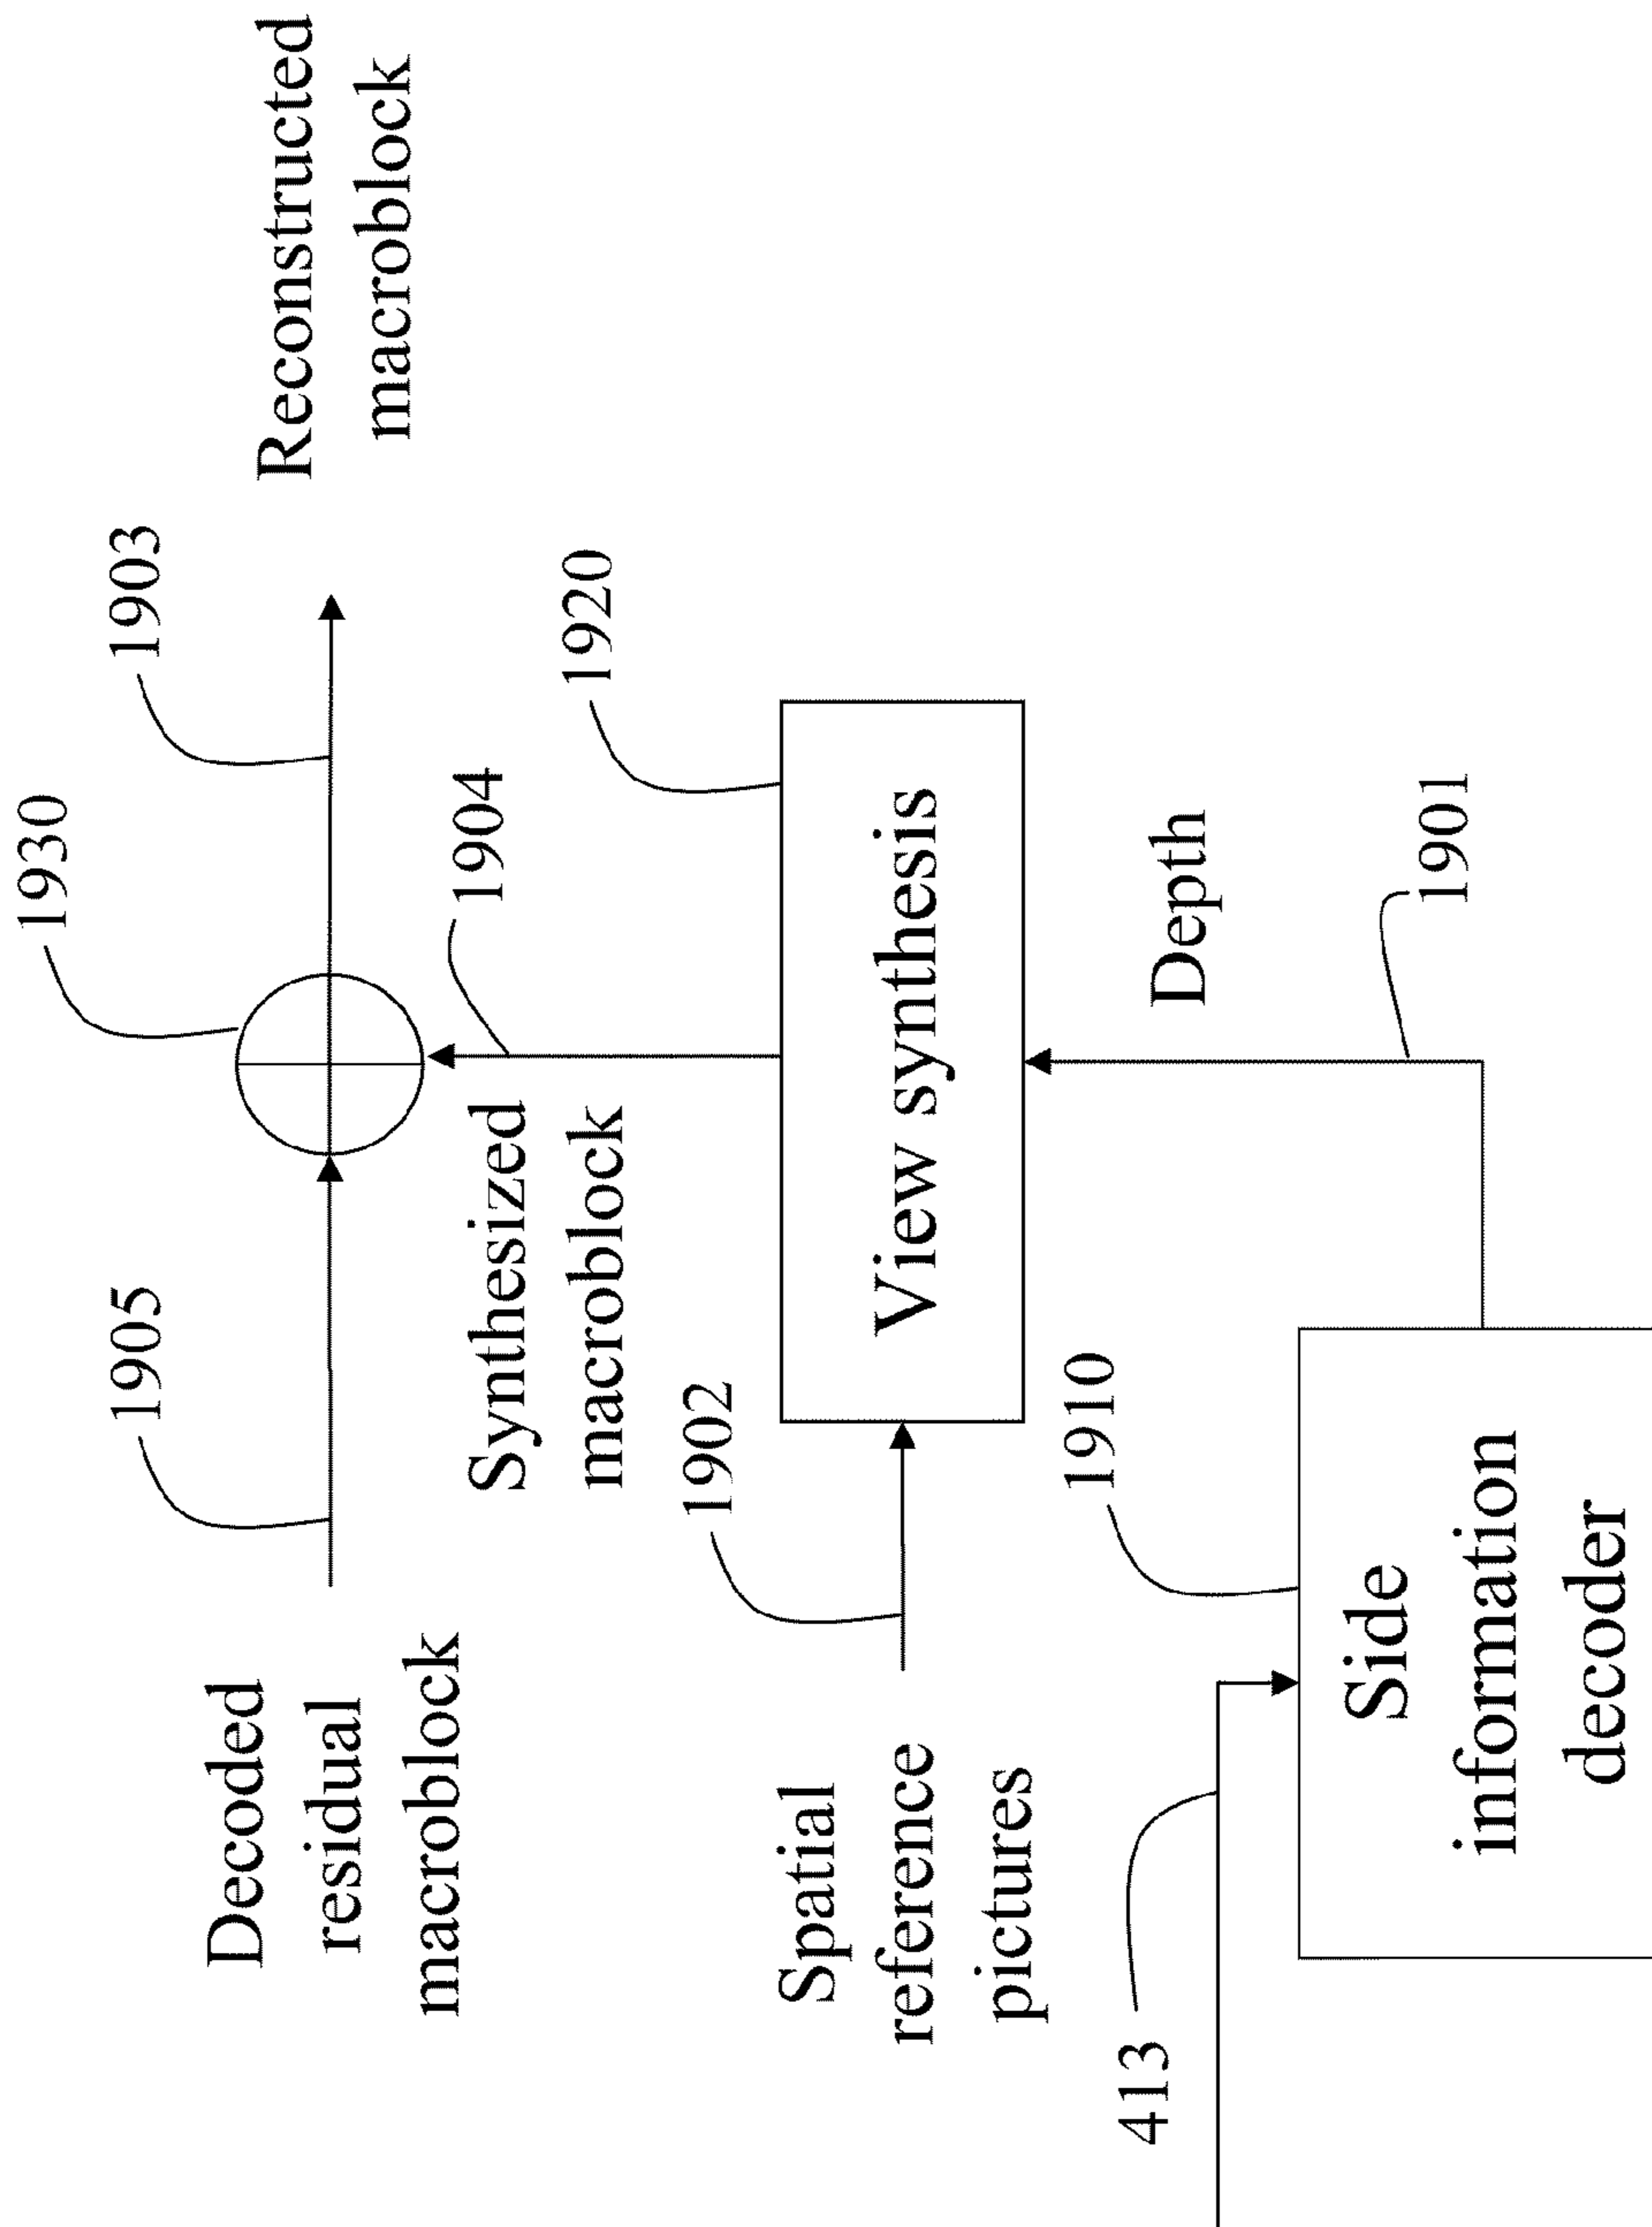 1930
1905
1903
Decoded
residual
macroblock
Reconstructed
macroblock
1904
Synthesized
macroblock
1902
1920
Spatial
reference
pictures
View synthesis
413
1910
Depth
Side
information
decoder
1901